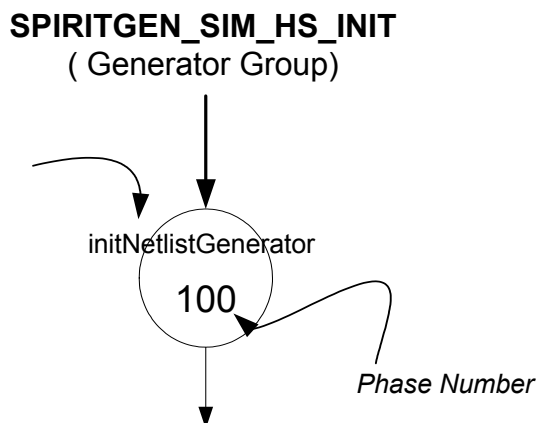 SPIRITGEN_SIM_HS_INIT
( Generator Group)
initNetlistGenerator
100
Phase Number